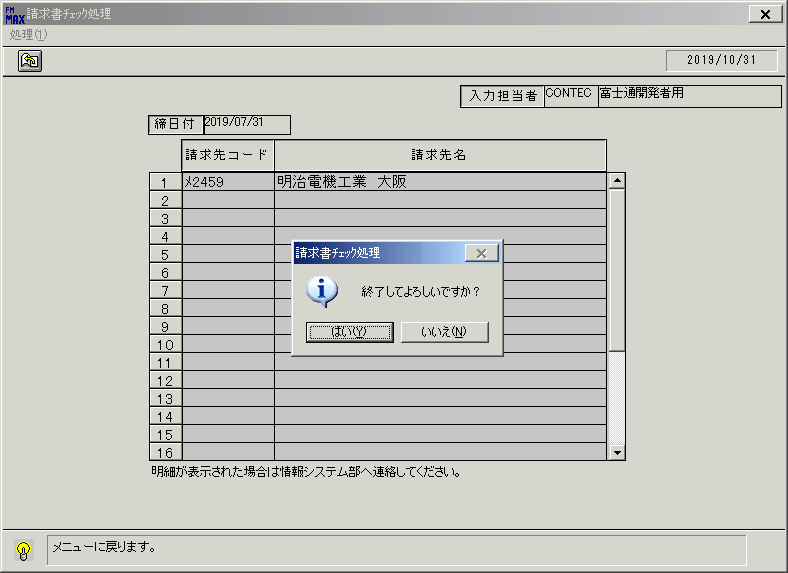 FM MAX 請求書ﾁｪｯｸ処理
処理(1)
2019/10/31
入力担当者 CONTEC 富士通開発者用
締日付 2019/07/31
請求先コード 請求先名
1 ﾒ2459 明治電機工業　大阪
2
3
4
5
6
7
8
9
10
11
12
13
14
15
16
請求書ﾁｪｯｸ処理
終了してよろしいですか？
はい(Y) いいえ(N)
明細が表示された場合は情報システム部へ連絡してください。
メニューに戻ります。